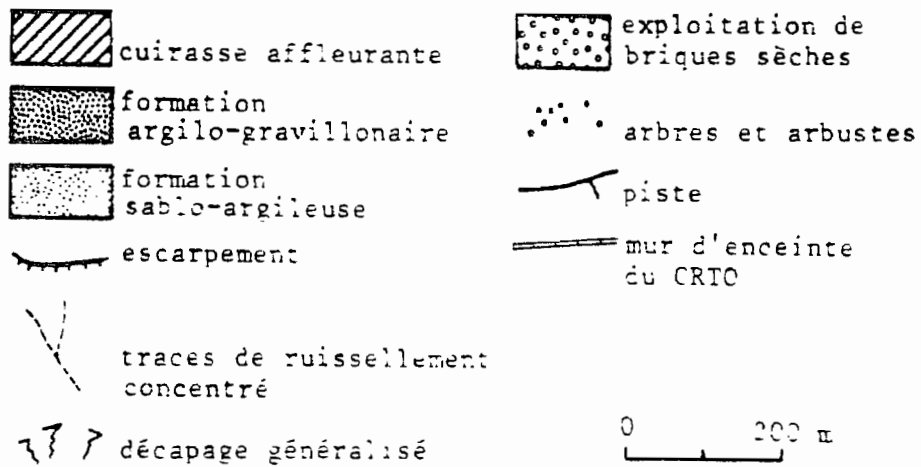 cuirasse affleurante
formation
argilo-gravillonaire
formation
sablo-argileuse
escarpement
traces de ruissellement
concentré
décapage généralisé
exploitation de
briques sèches
arbres et arbustes
piste
mur d'enceinte
du CRTO
0 200 m